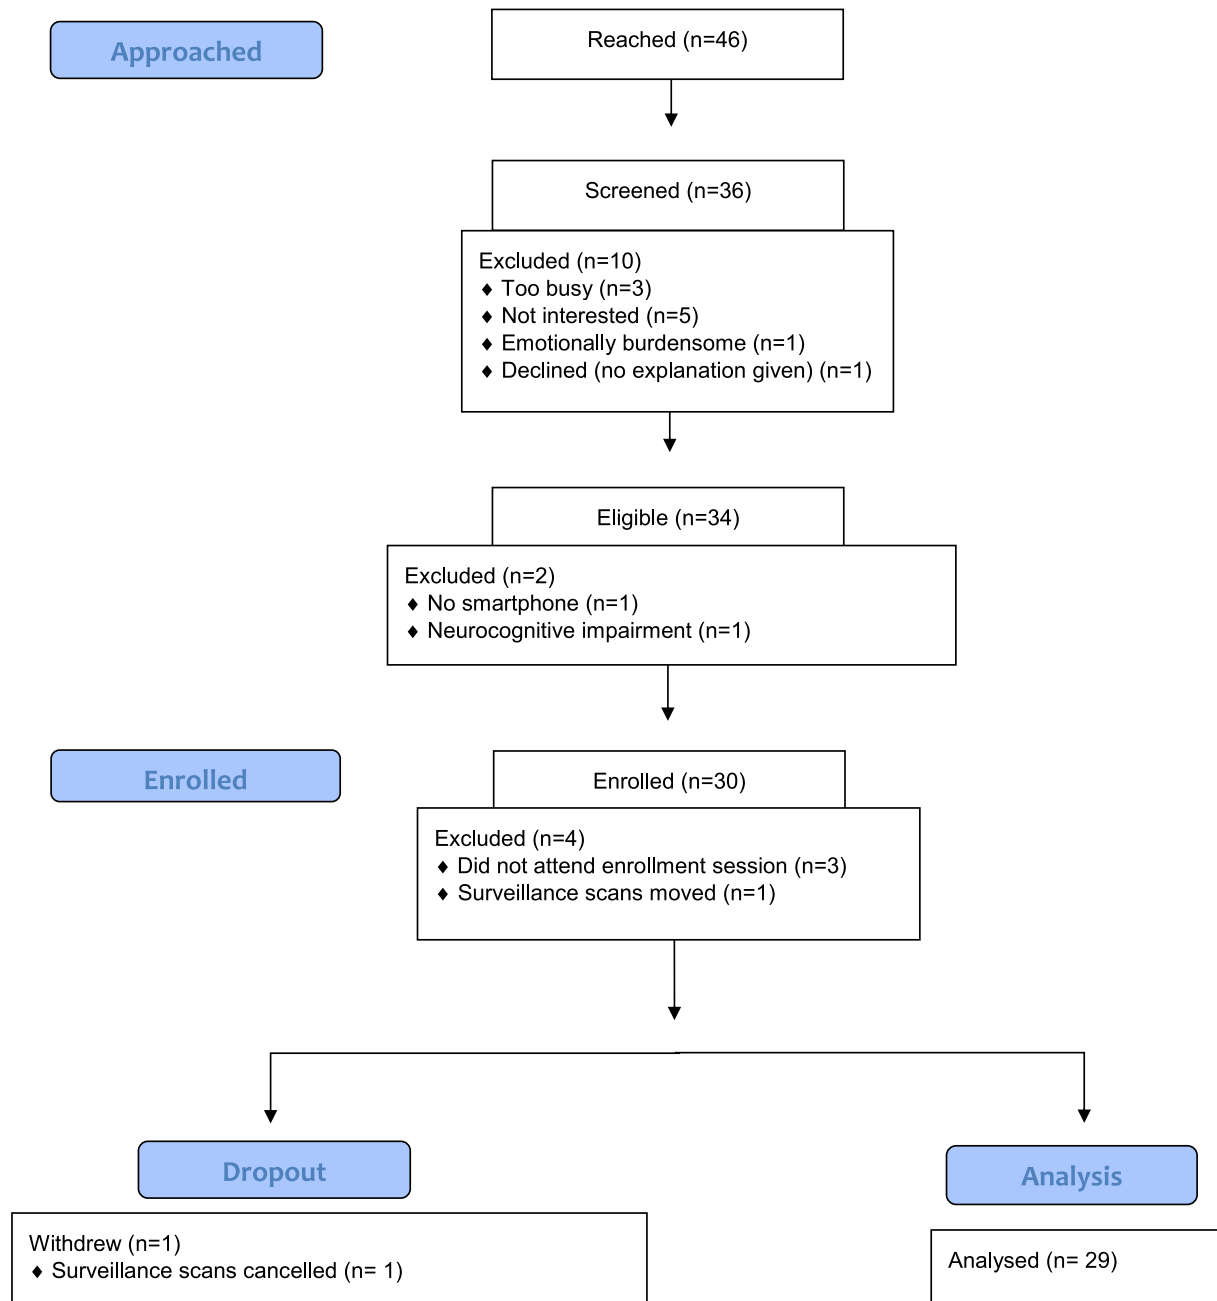 Approached
Reached (n=46)
Screened (n=36)
Excluded (n=10)
♦ Too busy (n=3)
♦ Not interested (n=5)
♦ Emotionally burdensome (n=1)
♦ Declined (no explanation given) (n=1)
Eligible (n=34)
Excluded (n=2)
♦ No smartphone (n=1)
♦ Neurocognitive impairment (n=1)
Enrolled
Enrolled (n=30)
Excluded (n=4)
♦ Did not attend enrollment session (n=3)
♦ Surveillance scans moved (n=1)
Dropout
Withdrew (n=1)
♦ Surveillance scans cancelled (n= 1)
Analysis
Analysed (n= 29)